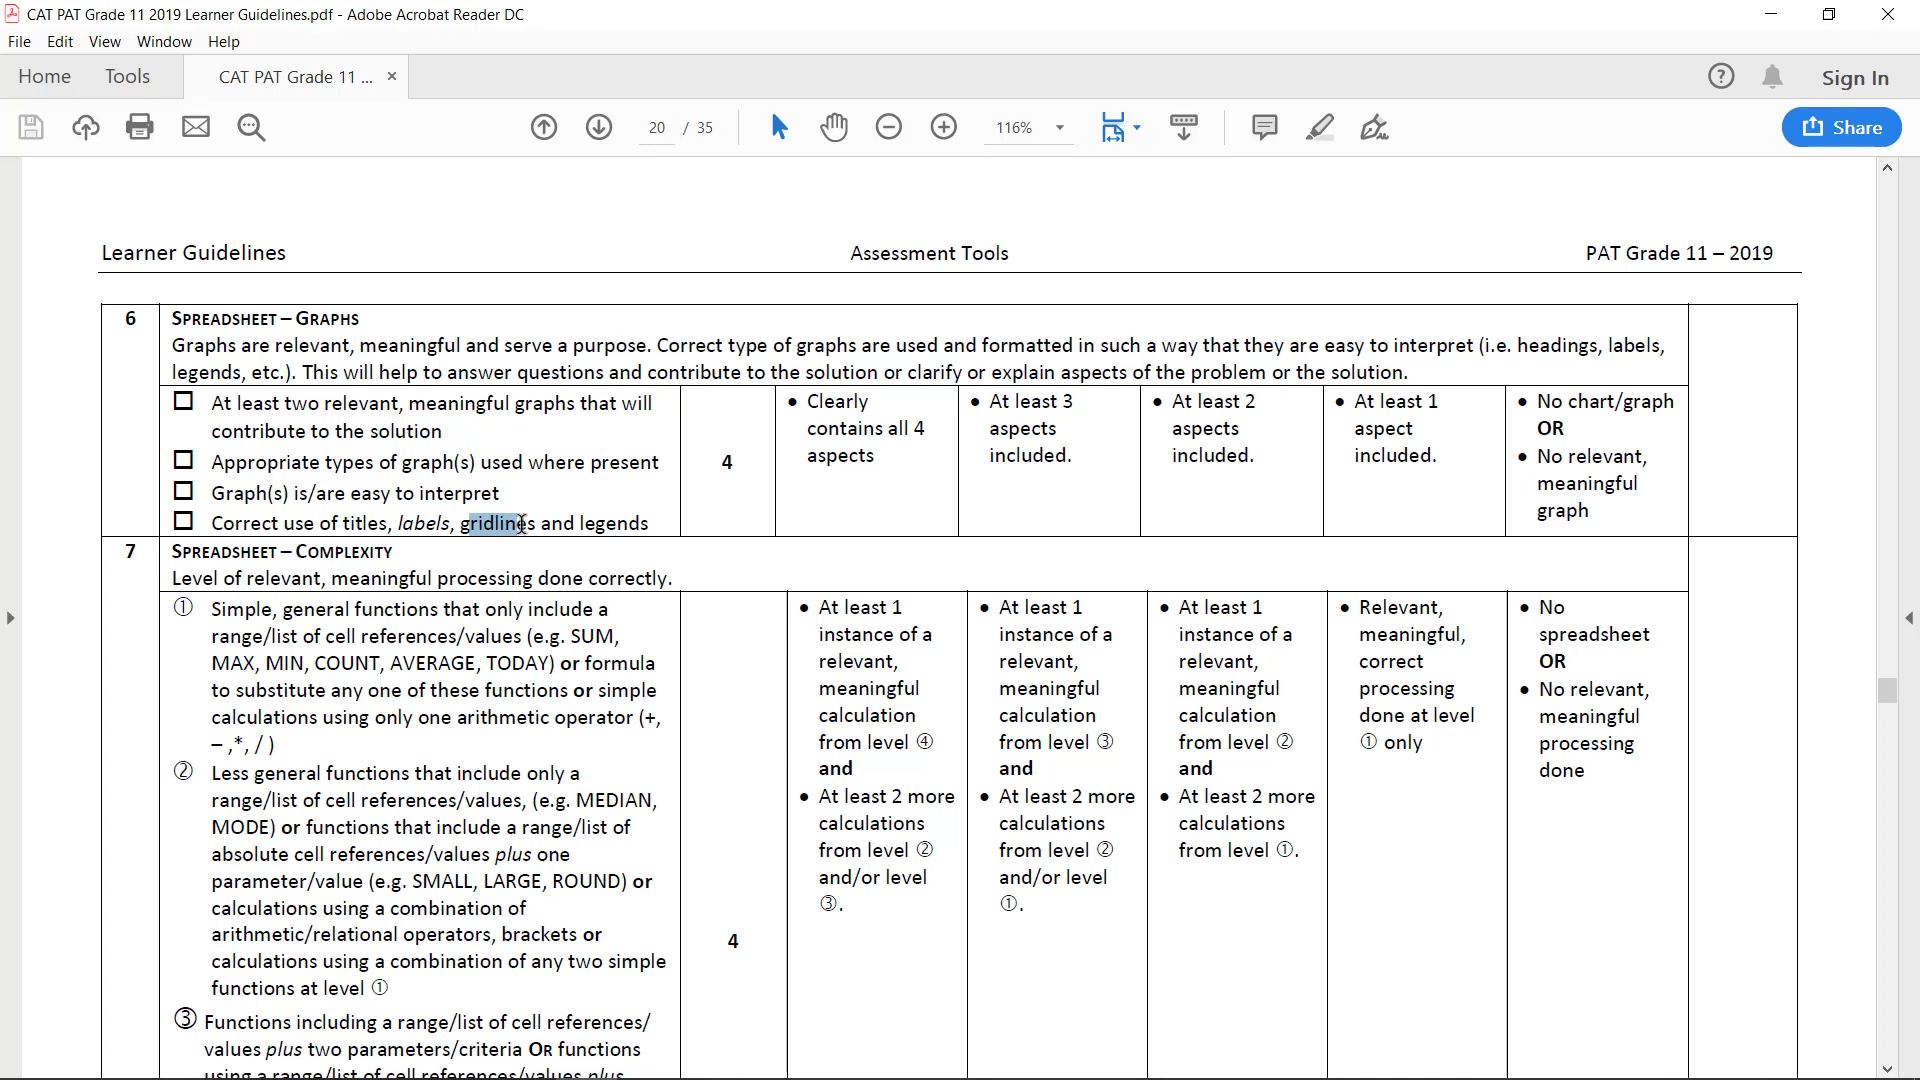 CAT PAT Grade 11 2019 Learner Guidelines.pdf - Adobe Acrobat Reader DC
File Edit View Window Help
Home Tools CAT PAT Grade 11 ... × ? Sign In
20 / 35 116% Share
Learner Guidelines Assessment Tools PAT Grade 11 – 2019
6 SPREADSHEET – GRAPHS
Graphs are relevant, meaningful and serve a purpose. Correct type of graphs are used and formatted in such a way that they are easy to interpret (i.e. headings, labels,
legends, etc.). This will help to answer questions and contribute to the solution or clarify or explain aspects of the problem or the solution.
☐ At least two relevant, meaningful graphs that will
contribute to the solution
☐ Appropriate types of graph(s) used where present
☐ Graph(s) is/are easy to interpret
☐ Correct use of titles, labels, gridlines and legends
4
• Clearly
contains all 4
aspects
• At least 3
aspects
included.
• At least 2
aspects
included.
• At least 1
aspect
included.
• No chart/graph
OR
• No relevant,
meaningful
graph
7 SPREADSHEET – COMPLEXITY
Level of relevant, meaningful processing done correctly.
① Simple, general functions that only include a
range/list of cell references/values (e.g. SUM,
MAX, MIN, COUNT, AVERAGE, TODAY) or formula
to substitute any one of these functions or simple
calculations using only one arithmetic operator (+,
– ,*, / )
② Less general functions that include only a
range/list of cell references/values, (e.g. MEDIAN,
MODE) or functions that include a range/list of
absolute cell references/values plus one
parameter/value (e.g. SMALL, LARGE, ROUND) or
calculations using a combination of
arithmetic/relational operators, brackets or
calculations using a combination of any two simple
functions at level ①
③ Functions including a range/list of cell references/
values plus two parameters/criteria OR functions
using a range/list of cell references/values plus
4
• At least 1
instance of a
relevant,
meaningful
calculation
from level ④
and
• At least 2 more
calculations
from level ②
and/or level
③.
• At least 1
instance of a
relevant,
meaningful
calculation
from level ③
and
• At least 2 more
calculations
from level ②
and/or level
①.
• At least 1
instance of a
relevant,
meaningful
calculation
from level ②
and
• At least 2 more
calculations
from level ①.
• Relevant,
meaningful,
correct
processing
done at level
① only
• No
spreadsheet
OR
• No relevant,
meaningful
processing
done